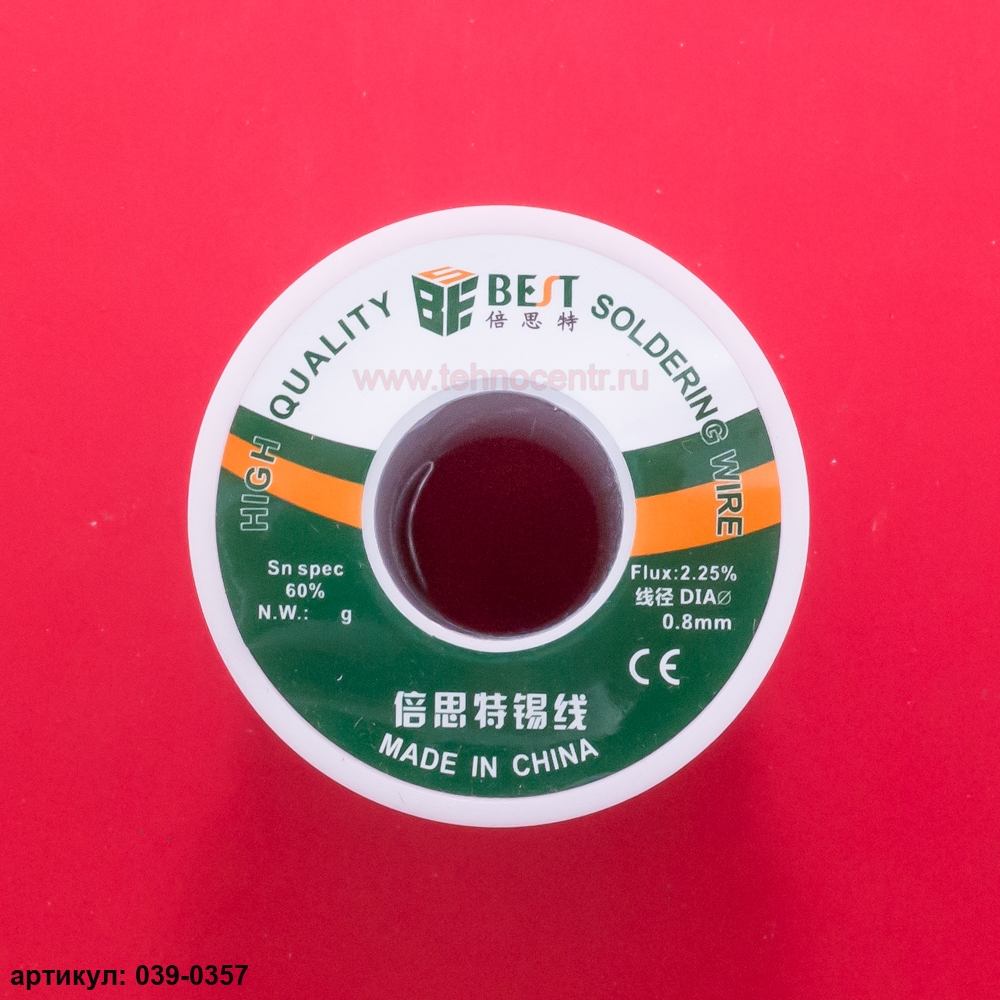 BEST
倍思特
HIGH QUALITY
SOLDERING WIRE
www.tehnocentr.ru
Sn spec
60%
N.W.: g
Flux:2.25%
线径 DIAØ
0.8mm
CE
倍思特锡线
MADE IN CHINA
артикул: 039-0357